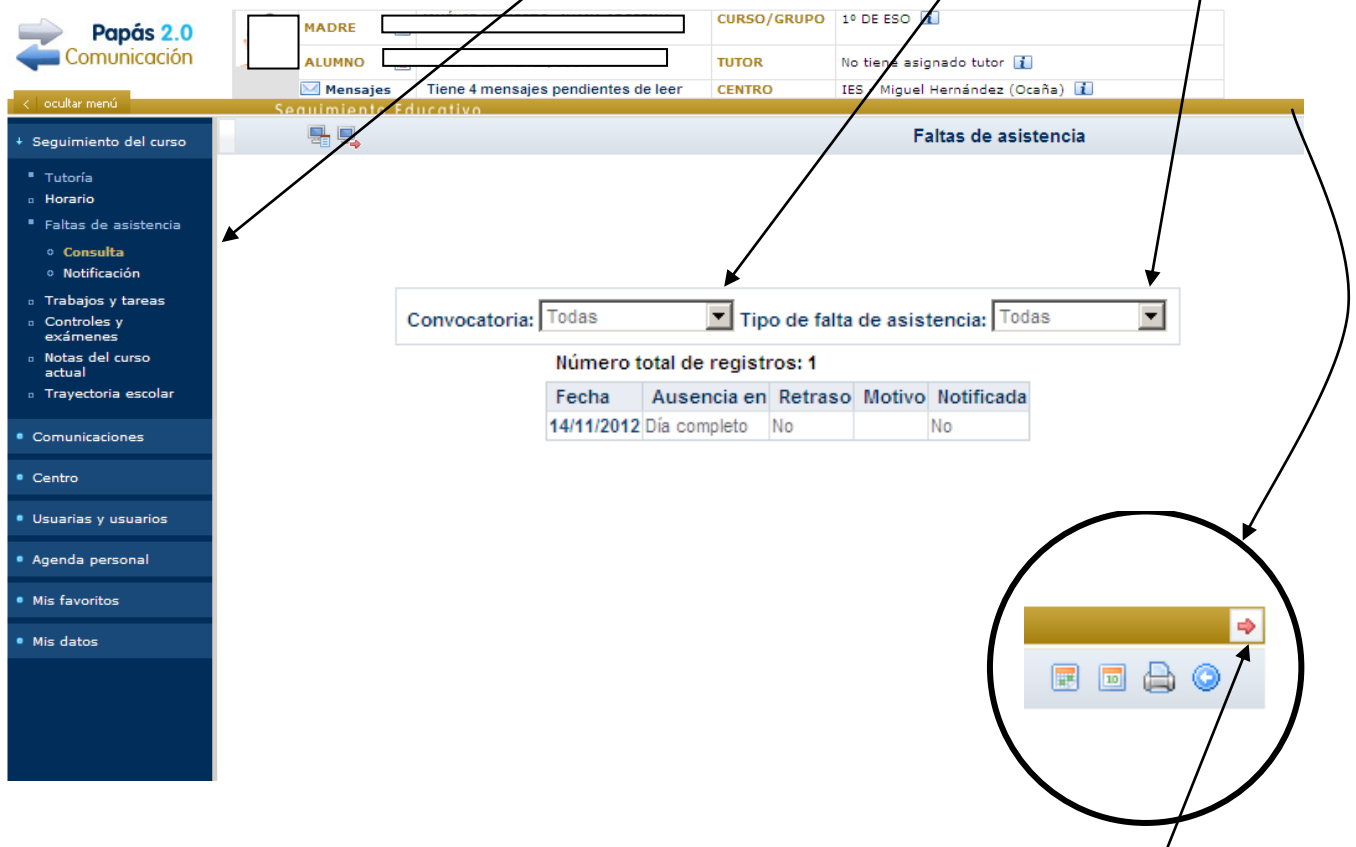 Papás 2.0
Comunicación
MADRE
CURSO/GRUPO 1º DE ESO
ALUMNO
TUTOR No tiene asignado tutor
Mensajes Tiene 4 mensajes pendientes de leer
CENTRO IES - Miguel Hernández (Ocaña)
< ocultar menú
Seguimiento Educativo
Seguimiento del curso
Faltas de asistencia
Tutoría
Horario
Faltas de asistencia
Consulta
Notificación
Trabajos y tareas
Controles y
exámenes
Notas del curso
actual
Trayectoria escolar
Comunicaciones
Centro
Usuarias y usuarios
Agenda personal
Mis favoritos
Mis datos
Convocatoria: Todas Tipo de falta de asistencia: Todas
Número total de registros: 1
Fecha Ausencia en Retraso Motivo Notificada
14/11/2012 Día completo No No
10